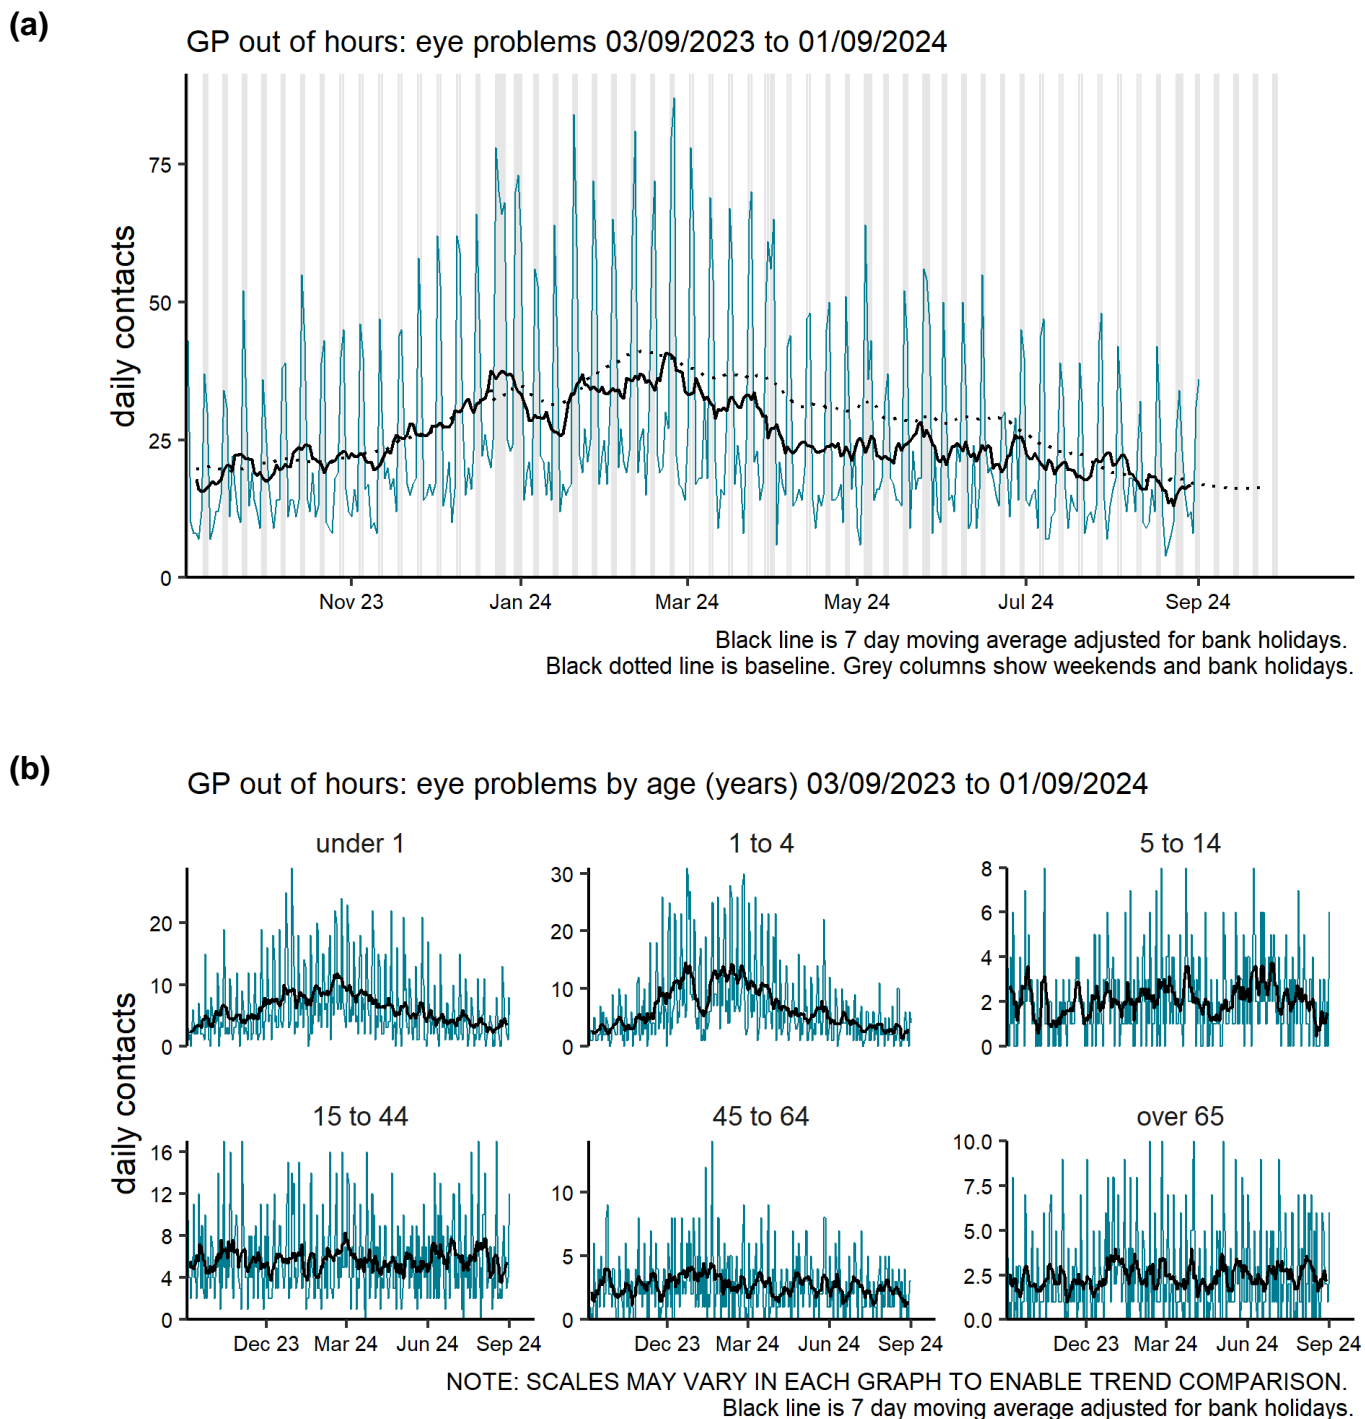 (a)
GP out of hours: eye problems 03/09/2023 to 01/09/2024
daily contacts
75
50
25
0
Nov 23 Jan 24 Mar 24 May 24 Jul 24 Sep 24
Black line is 7 day moving average adjusted for bank holidays.
Black dotted line is baseline. Grey columns show weekends and bank holidays.
(b)
GP out of hours: eye problems by age (years) 03/09/2023 to 01/09/2024
daily contacts
under 1
20
10
0
1 to 4
30
20
10
0
5 to 14
8
6
4
2
0
15 to 44
16
12
8
4
0
Dec 23 Mar 24 Jun 24 Sep 24
45 to 64
10
5
0
Dec 23 Mar 24 Jun 24 Sep 24
over 65
10.0
7.5
5.0
2.5
0.0
Dec 23 Mar 24 Jun 24 Sep 24
NOTE: SCALES MAY VARY IN EACH GRAPH TO ENABLE TREND COMPARISON.
Black line is 7 day moving average adjusted for bank holidays.